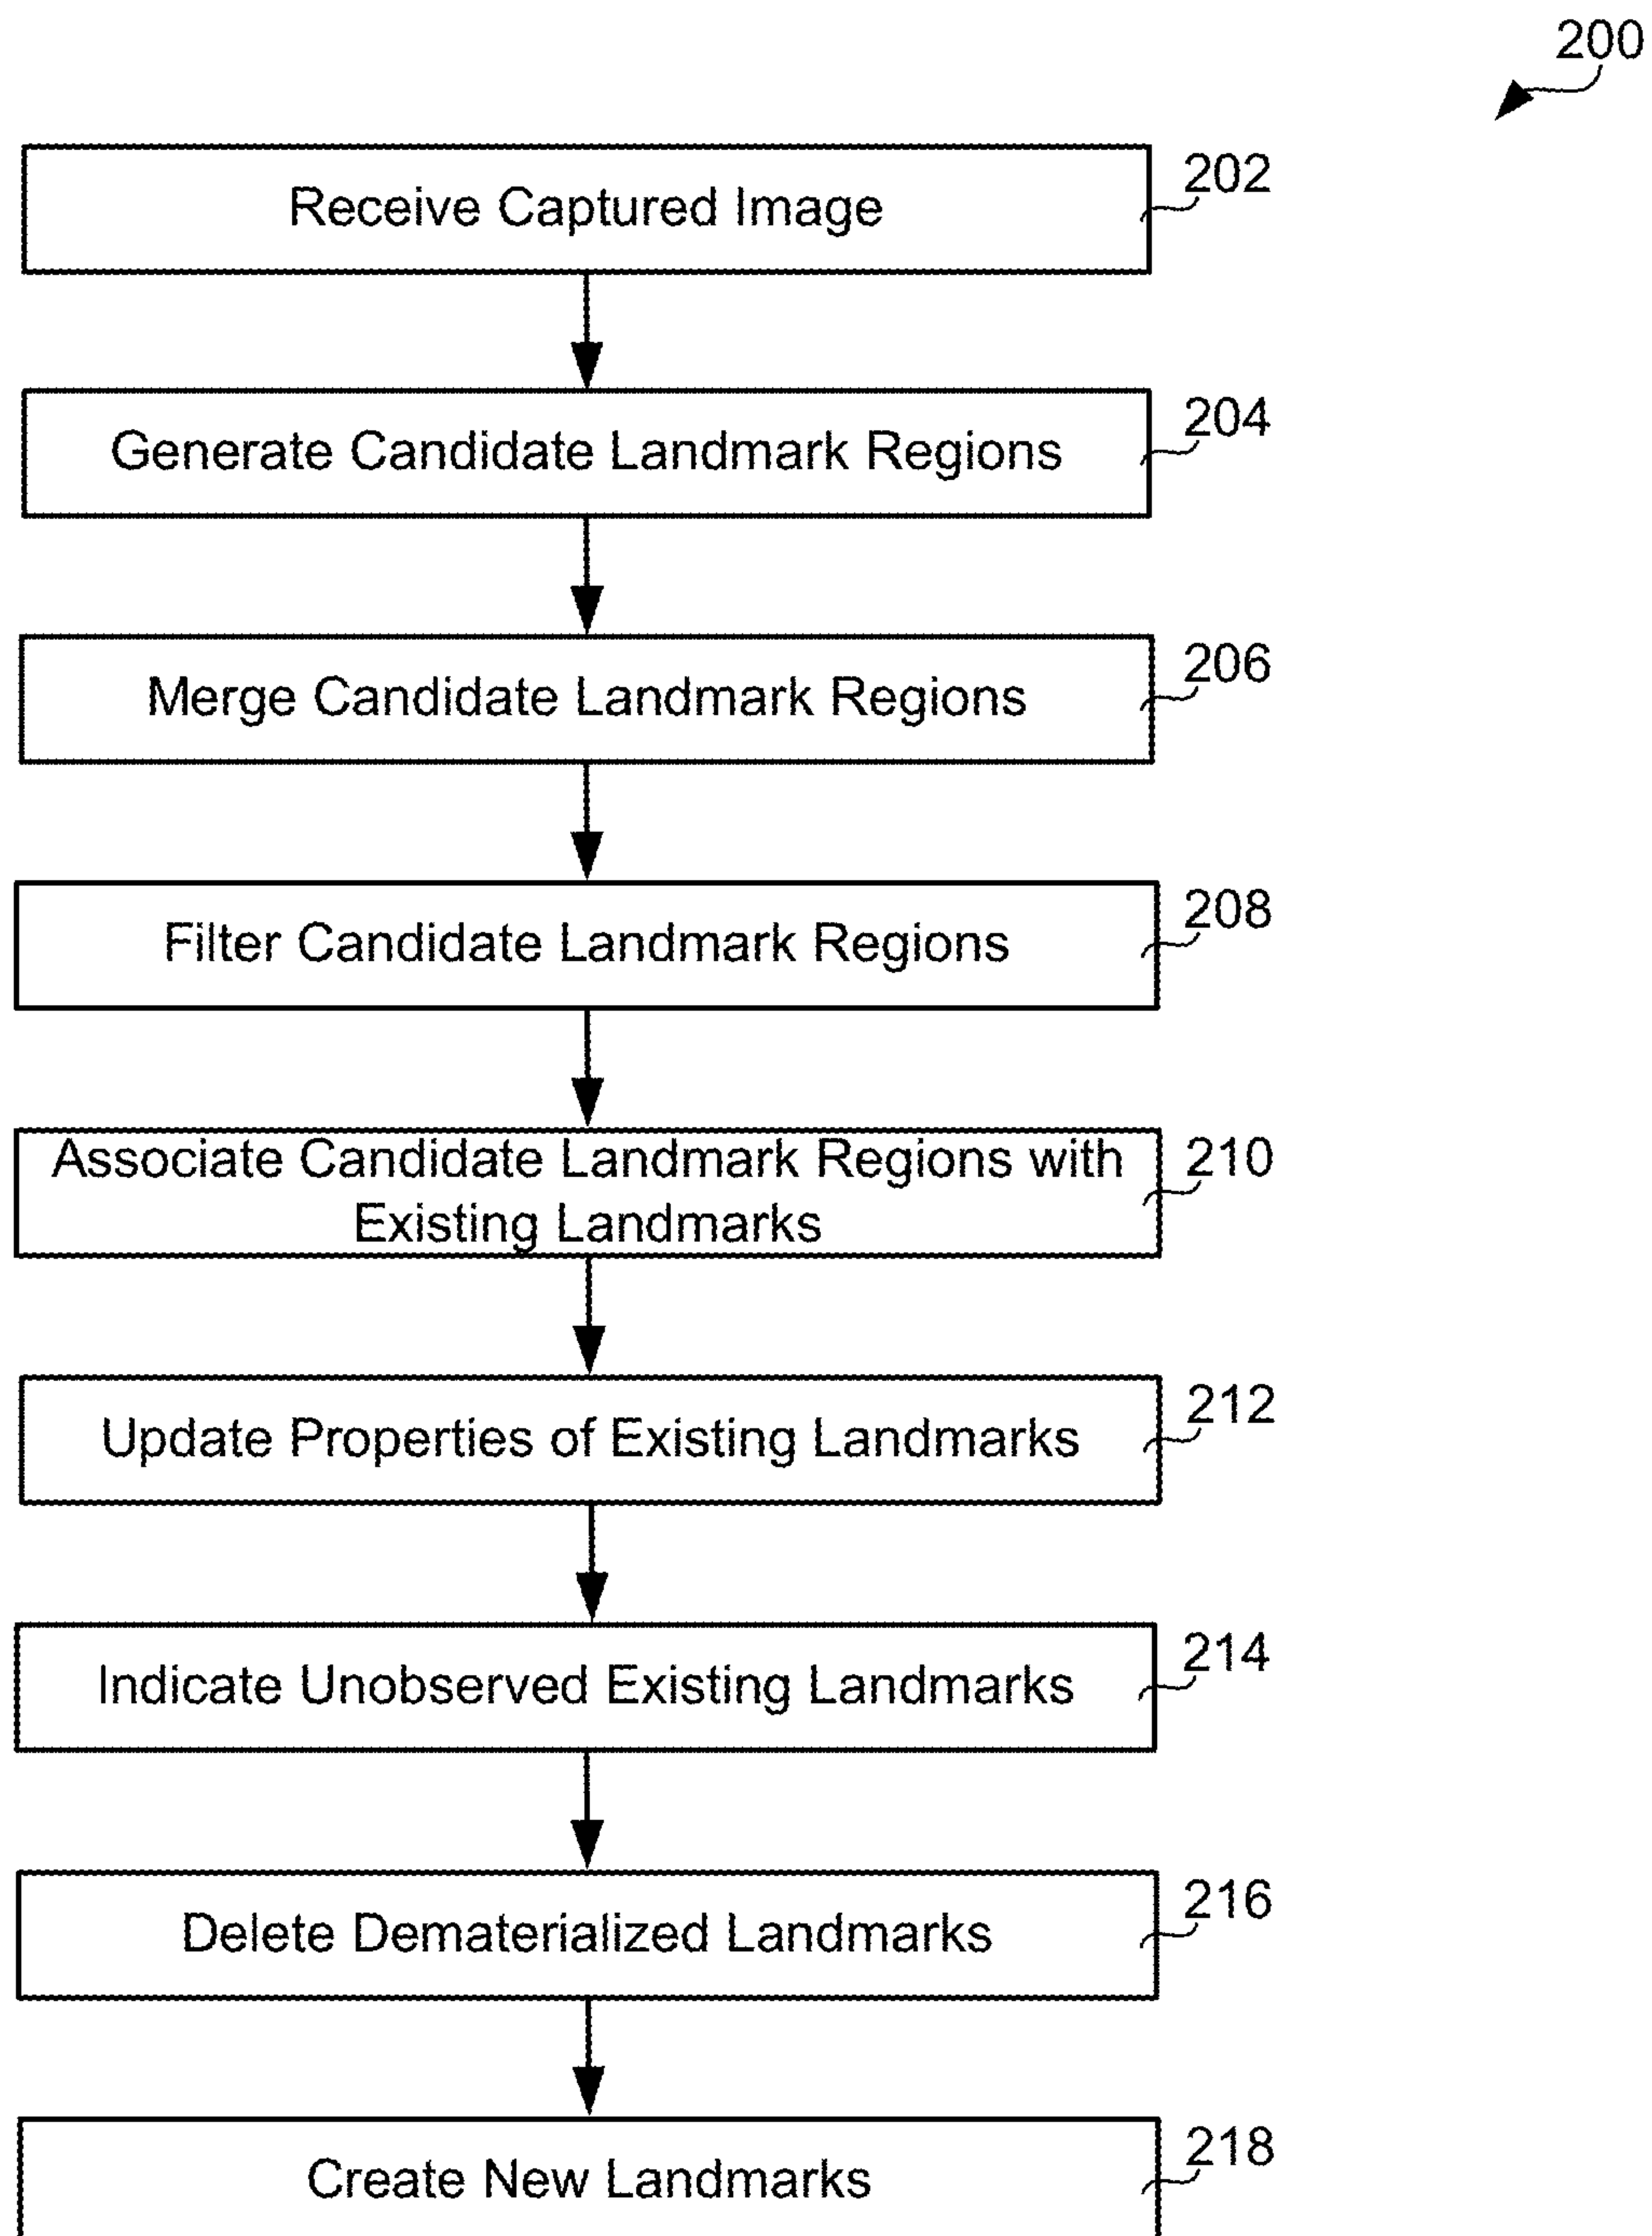 200
Receive Captured Image 202
Generate Candidate Landmark Regions 204
Merge Candidate Landmark Regions 206
Filter Candidate Landmark Regions 208
Associate Candidate Landmark Regions with 210
Existing Landmarks
Update Properties of Existing Landmarks 212
Indicate Unobserved Existing Landmarks 214
Delete Dematerialized Landmarks 216
Create New Landmarks 218